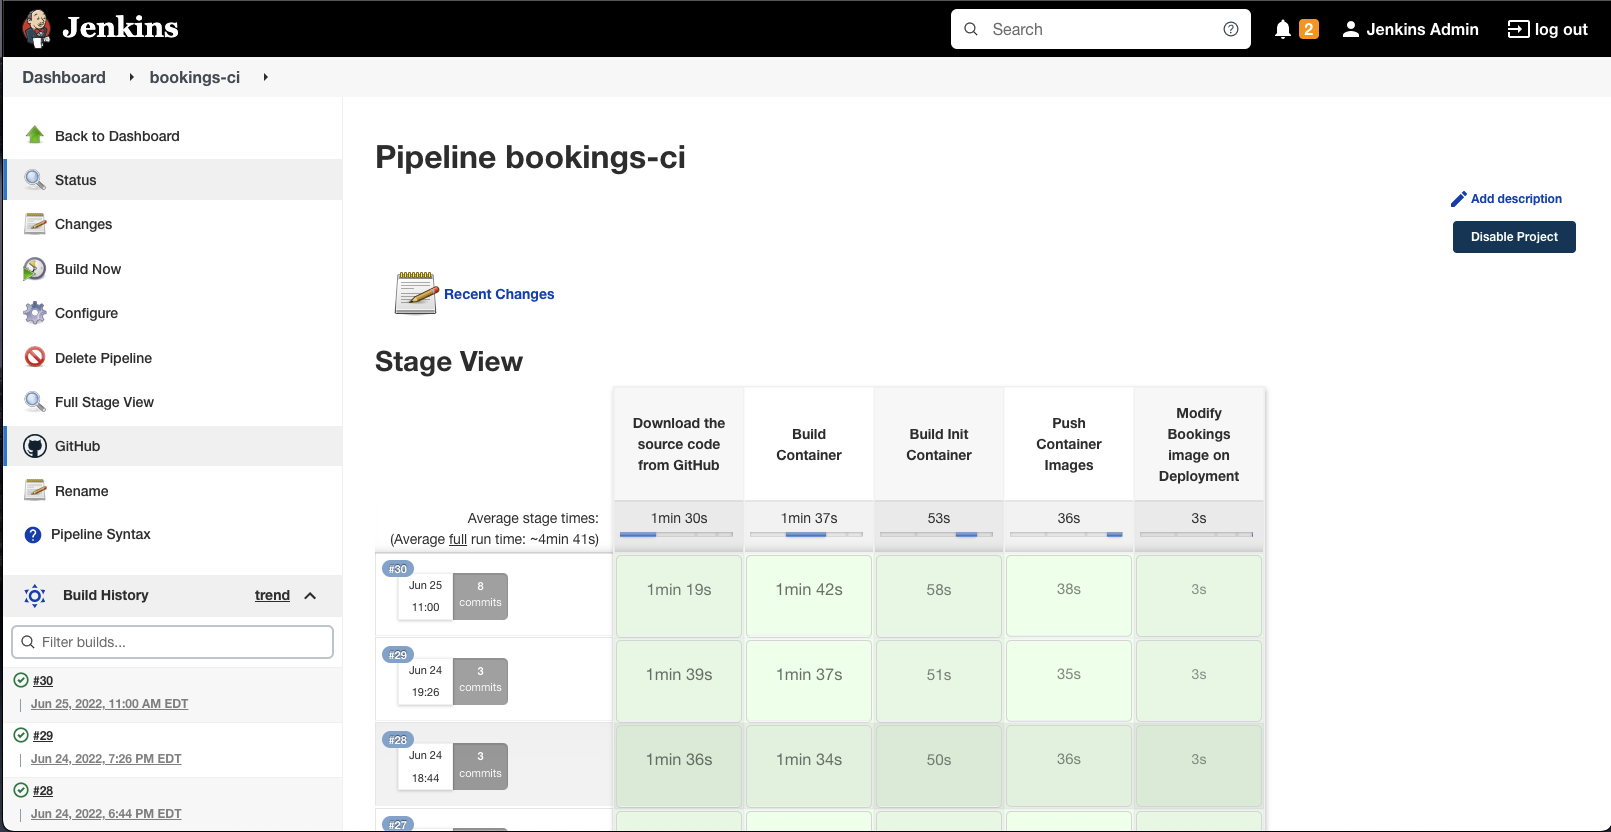 Jenkins
Search
2
Jenkins Admin
log out
Dashboard
bookings-ci
Back to Dashboard
Status
Changes
Build Now
Configure
Delete Pipeline
Full Stage View
GitHub
Rename
Pipeline Syntax
Build History
trend
Filter builds...
#30
Jun 25, 2022, 11:00 AM EDT
#29
Jun 24, 2022, 7:26 PM EDT
#28
Jun 24, 2022, 6:44 PM EDT
Pipeline bookings-ci
Add description
Disable Project
Recent Changes
Stage View
Download the
source code
from GitHub
Build
Container
Build Init
Container
Push
Container
Images
Modify
Bookings
image on
Deployment
Average stage times:
(Average full run time: ~4min 41s)
1min 30s
1min 37s
53s
36s
3s
#30
Jun 25
11:00
8
commits
1min 19s
1min 42s
58s
38s
3s
#29
Jun 24
19:26
3
commits
1min 39s
1min 37s
51s
35s
3s
#28
Jun 24
18:44
3
commits
1min 36s
1min 34s
50s
36s
3s
#27